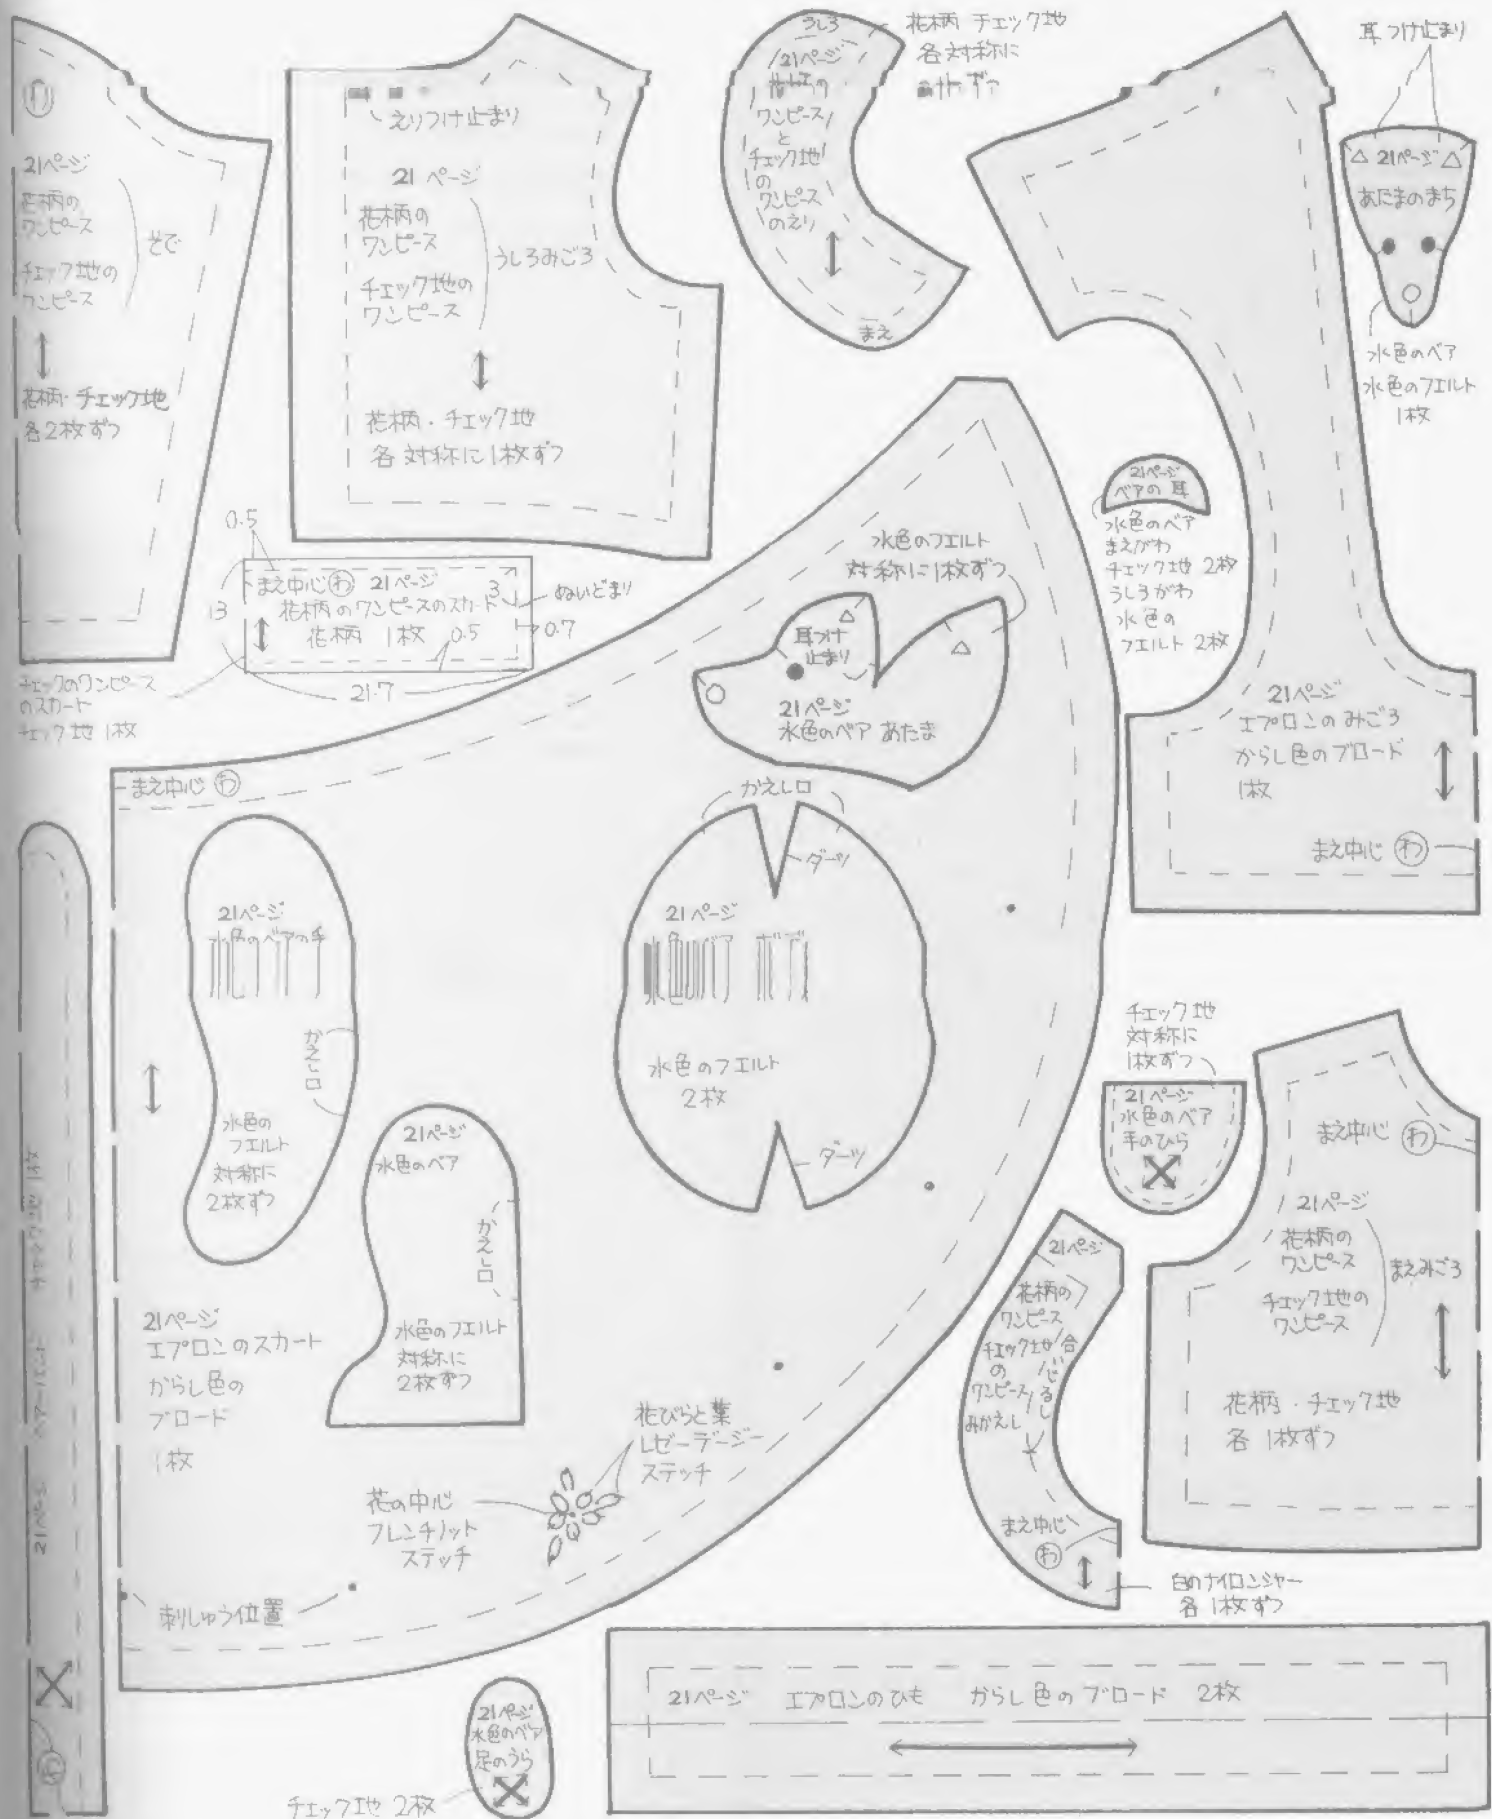 わ
21ページ
花柄の
ワンピース
チェック地の
ワンピース
そで
花柄・チェック地
各2枚ずつ
えりつけ止まり
21ページ
花柄の
ワンピース
チェック地の
ワンピース
うしろみごろ
花柄・チェック地
各対称に1枚ずつ
うしろ
21ページ
花柄の
ワンピース
と
チェック地
の
ワンピース
のえり
まえ
花柄 チェック地
各対称に
耳つけ止まり
△ 21ページ △
あたまのまち
水色のベア
水色のフエルト
1枚
21ページ
ベアの耳
水色のベア
まえがわ
チェック地 2枚
うしろがわ
水色の
フエルト 2枚
21ページ
エプロンのみごろ
からし色のブロード
1枚
まえ中心 わ
0.5
まえ中心 わ 21ページ 3
花柄のワンピースのスカート
花柄 1枚 0.5
ぬいどまり
0.7
13
21.7
チェックのワンピース
のスカート
チェック地 1枚
水色のフエルト
対称に1枚ずつ
△
△
耳つけ
止まり
21ページ
水色のベア あたま
まえ中心 わ
かえし口
ダーツ
21ページ
水色のベア ボディ
水色のフエルト
2枚
ダーツ
21ページ
水色のベアの手
かえし口
水色の
フエルト
対称に
2枚ずつ
21ページ
水色のベア
かえし口
水色のフエルト
対称に
2枚ずつ
21ページ
エプロンのスカート
からし色の
ブロード
1枚
花びらと葉
レゼーデージー
ステッチ
花の中心
フレンチノット
ステッチ
刺しゅう位置
チェック地
対称に
1枚ずつ
21ページ
水色のベア
手のひら
まえ中心 わ
21ページ
花柄の
ワンピース
チェック地の
ワンピース
まえみごろ
花柄・チェック地
各1枚ずつ
21ページ
花柄の
ワンピース
チェック地
の
ワンピース
みかえし
合いじるし
まえ中心
わ
白のナイロンシャー
各1枚ずつ
21ページ
21ページ
水色のベア
足のうら
チェック地 2枚
21ページ エプロンのひも からし色のブロード 2枚